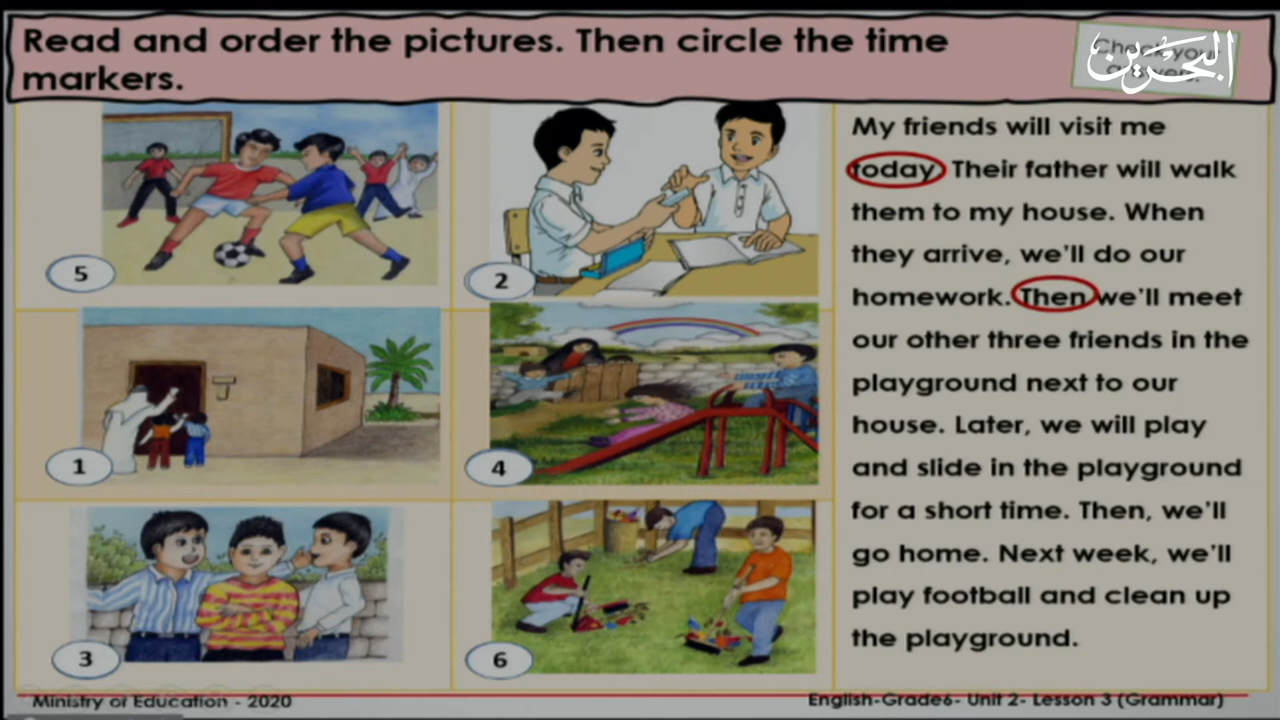 Read and order the pictures. Then circle the time
markers.
Check your
answers.
البحرين
5
2
1
4
3
6
My friends will visit me
today. Their father will walk
them to my house. When
they arrive, we'll do our
homework. Then we'll meet
our other three friends in the
playground next to our
house. Later, we will play
and slide in the playground
for a short time. Then, we'll
go home. Next week, we'll
play football and clean up
the playground.
Ministry of Education - 2020
English-Grade6- Unit 2- Lesson 3 (Grammar)